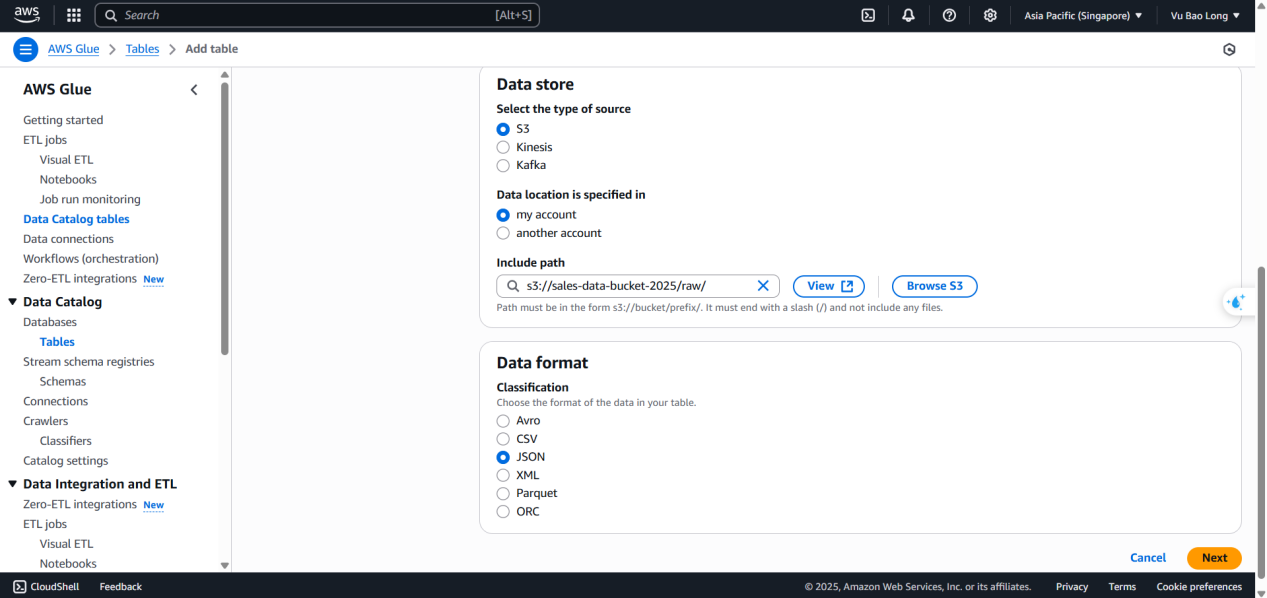 aws
Search [Alt+S]
Asia Pacific (Singapore) Vu Bao Long
AWS Glue > Tables > Add table
AWS Glue
Getting started
ETL jobs
Visual ETL
Notebooks
Job run monitoring
Data Catalog tables
Data connections
Workflows (orchestration)
Zero-ETL integrations New
Data Catalog
Databases
Tables
Stream schema registries
Schemas
Connections
Crawlers
Classifiers
Catalog settings
Data Integration and ETL
Zero-ETL integrations New
ETL jobs
Visual ETL
Notebooks
Data store
Select the type of source
S3
Kinesis
Kafka
Data location is specified in
my account
another account
Include path
s3://sales-data-bucket-2025/raw/ View Browse S3
Path must be in the form s3://bucket/prefix/. It must end with a slash (/) and not include any files.
Data format
Classification
Choose the format of the data in your table.
Avro
CSV
JSON
XML
Parquet
ORC
Cancel Next
CloudShell Feedback © 2025, Amazon Web Services, Inc. or its affiliates. Privacy Terms Cookie preferences